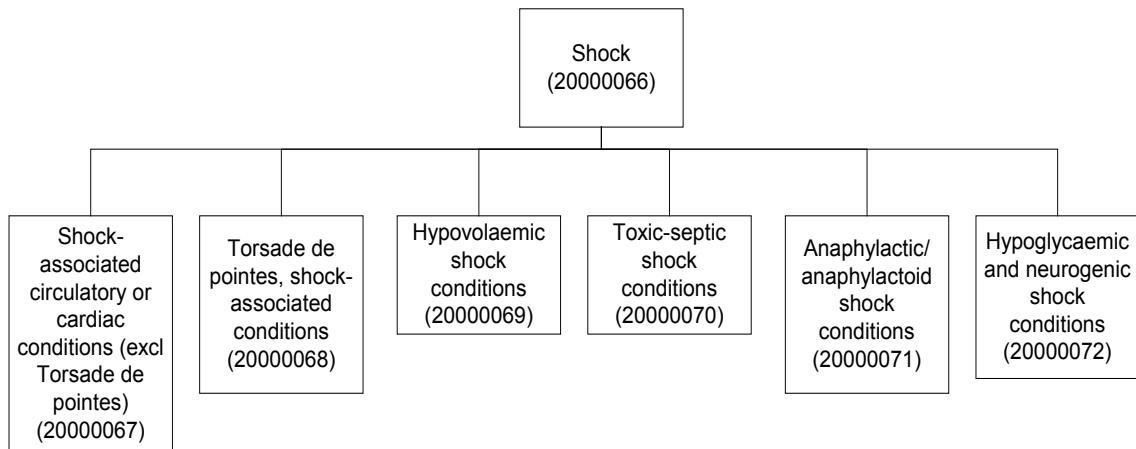 Shock
(20000066)
Shock-
associated
circulatory or
cardiac
conditions (excl
Torsade de
pointes)
(20000067)
Torsade de
pointes, shock-
associated
conditions
(20000068)
Hypovolaemic
shock
conditions
(20000069)
Toxic-septic
shock
conditions
(20000070)
Anaphylactic/
anaphylactoid
shock
conditions
(20000071)
Hypoglycaemic
and neurogenic
shock
conditions
(20000072)